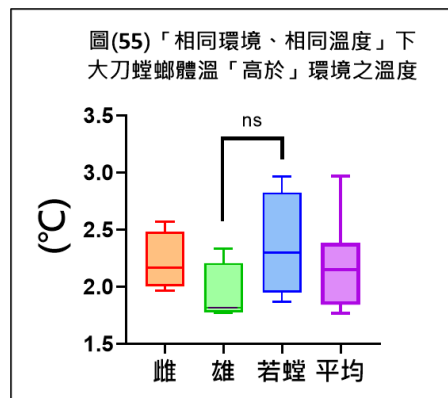 圖(55)「相同環境、相同溫度」下
大刀螳螂體溫「高於」環境之溫度
ns
3.5
3.0
2.5
2.0
1.5
(℃)
雌 雄 若螳 平均